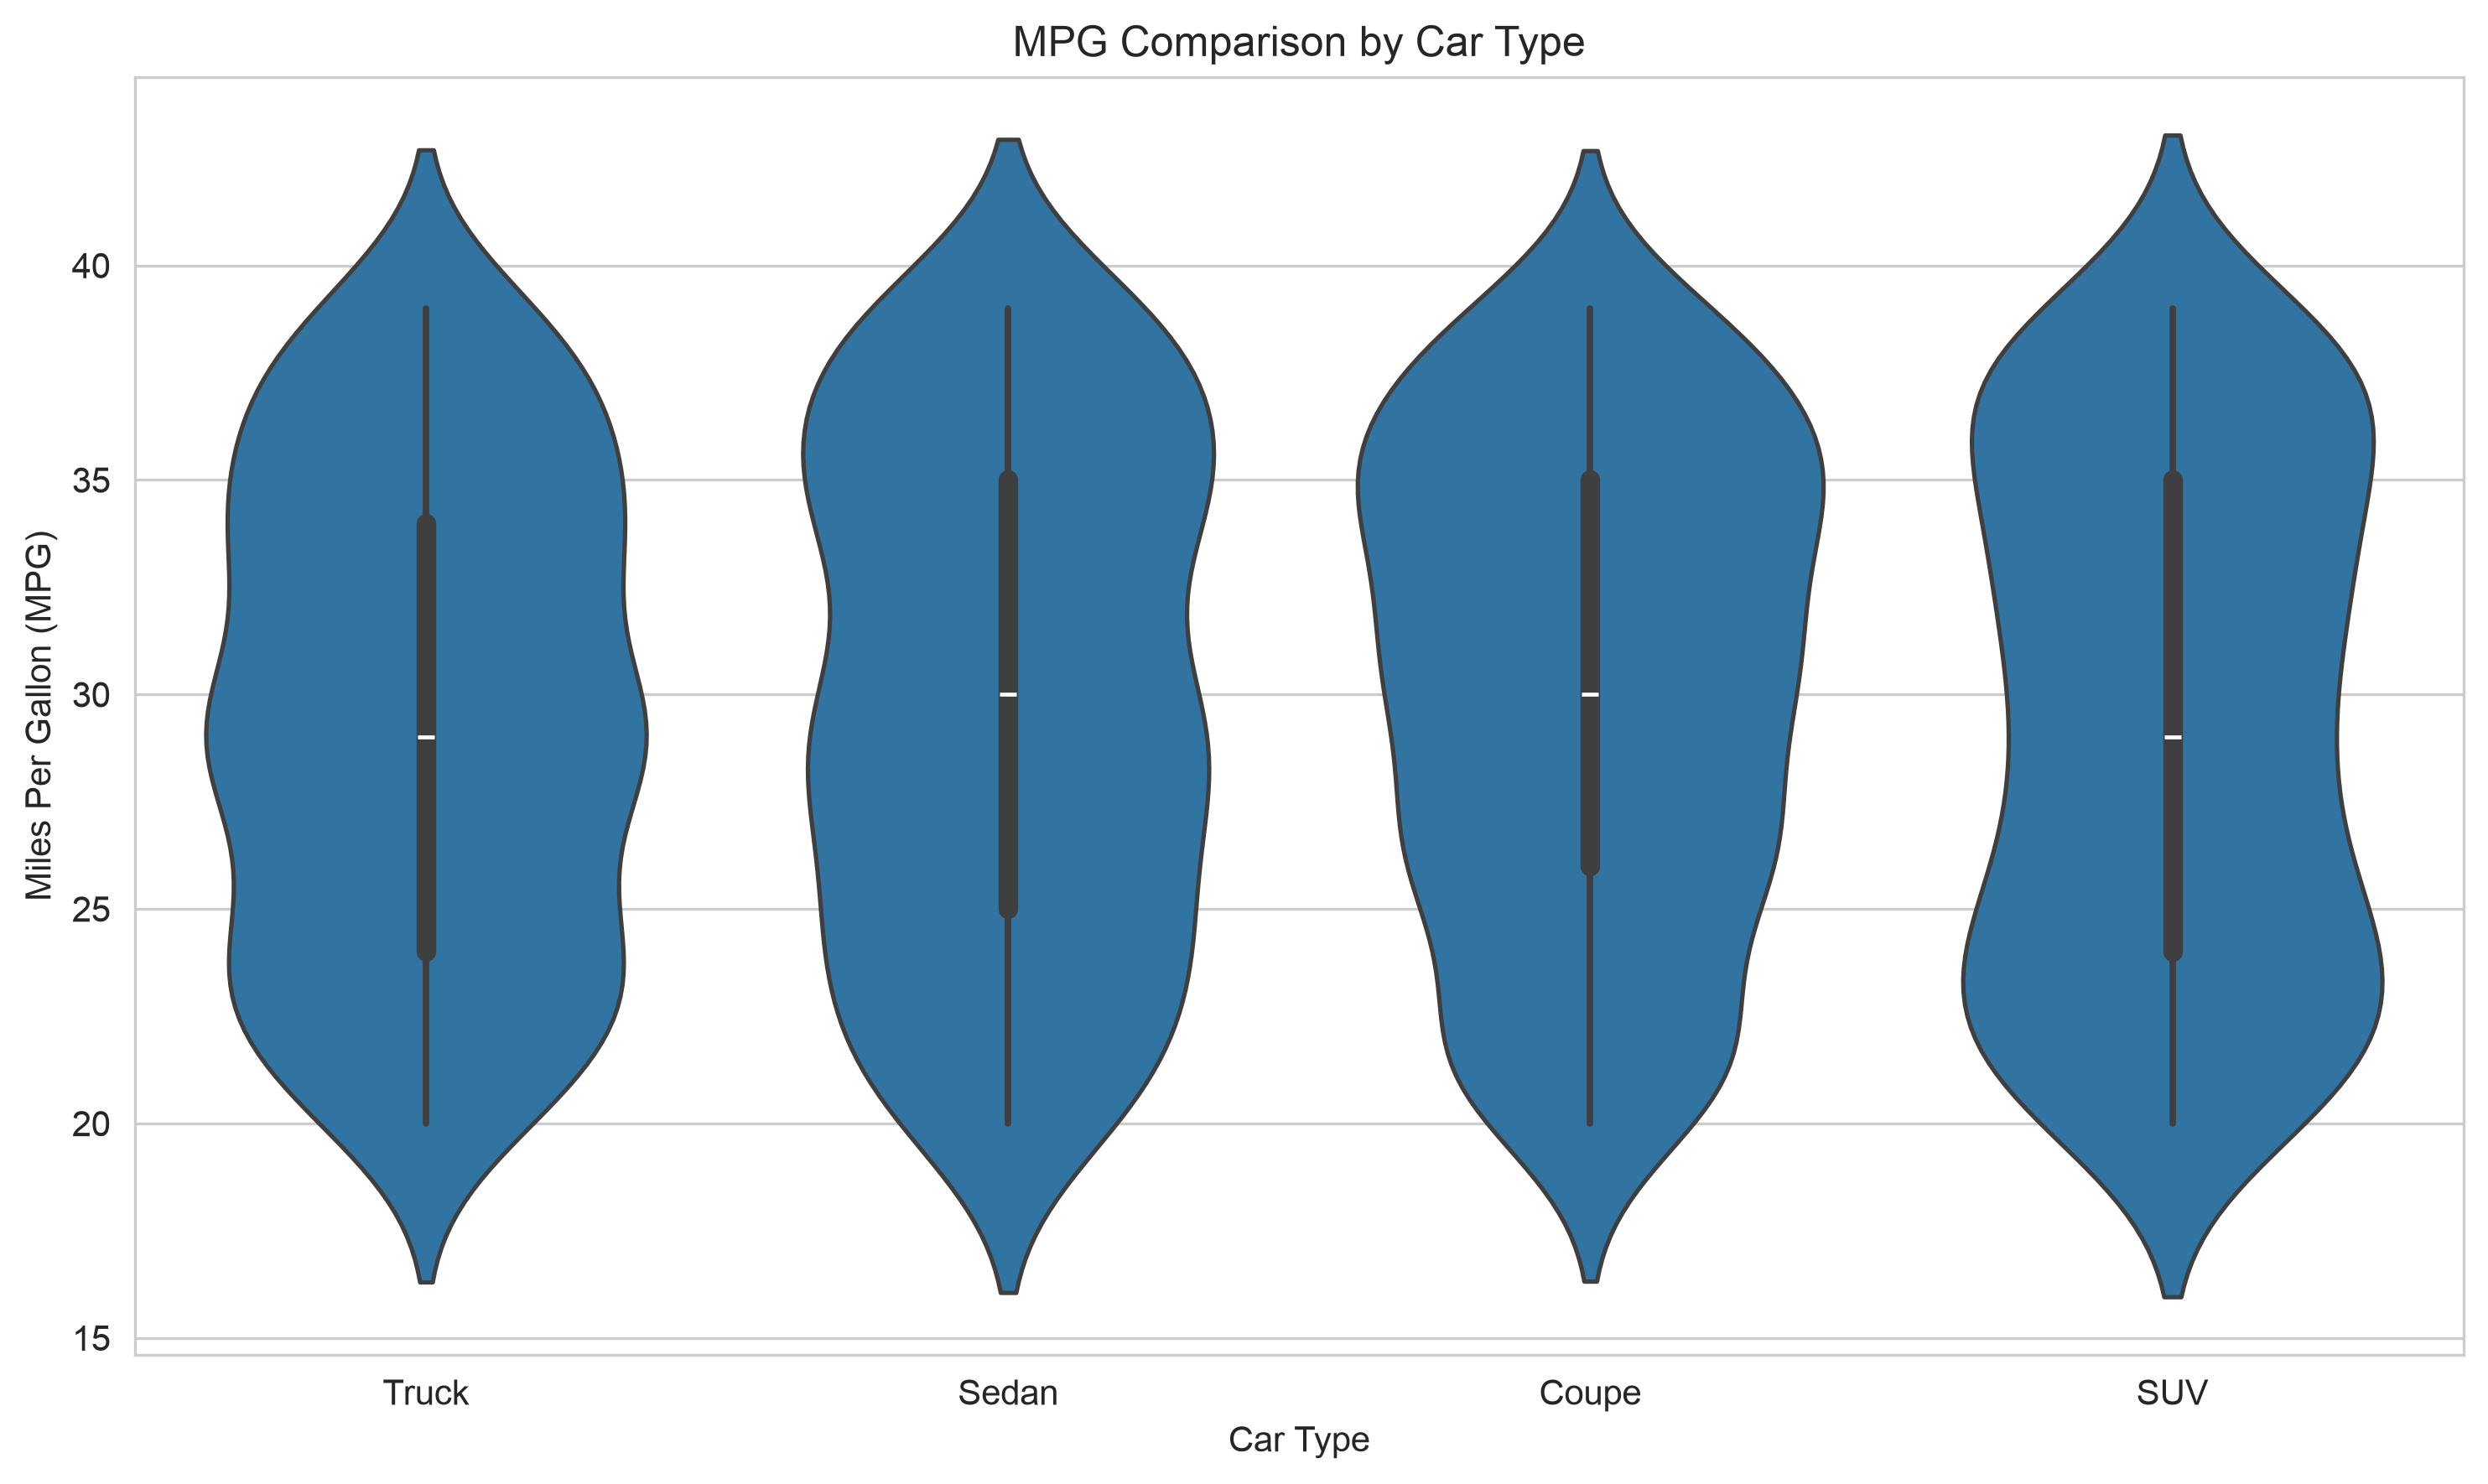 MPG Comparison by Car Type
Miles Per Gallon (MPG)
40
35
30
25
20
15
Truck
Sedan
Coupe
SUV
Car Type